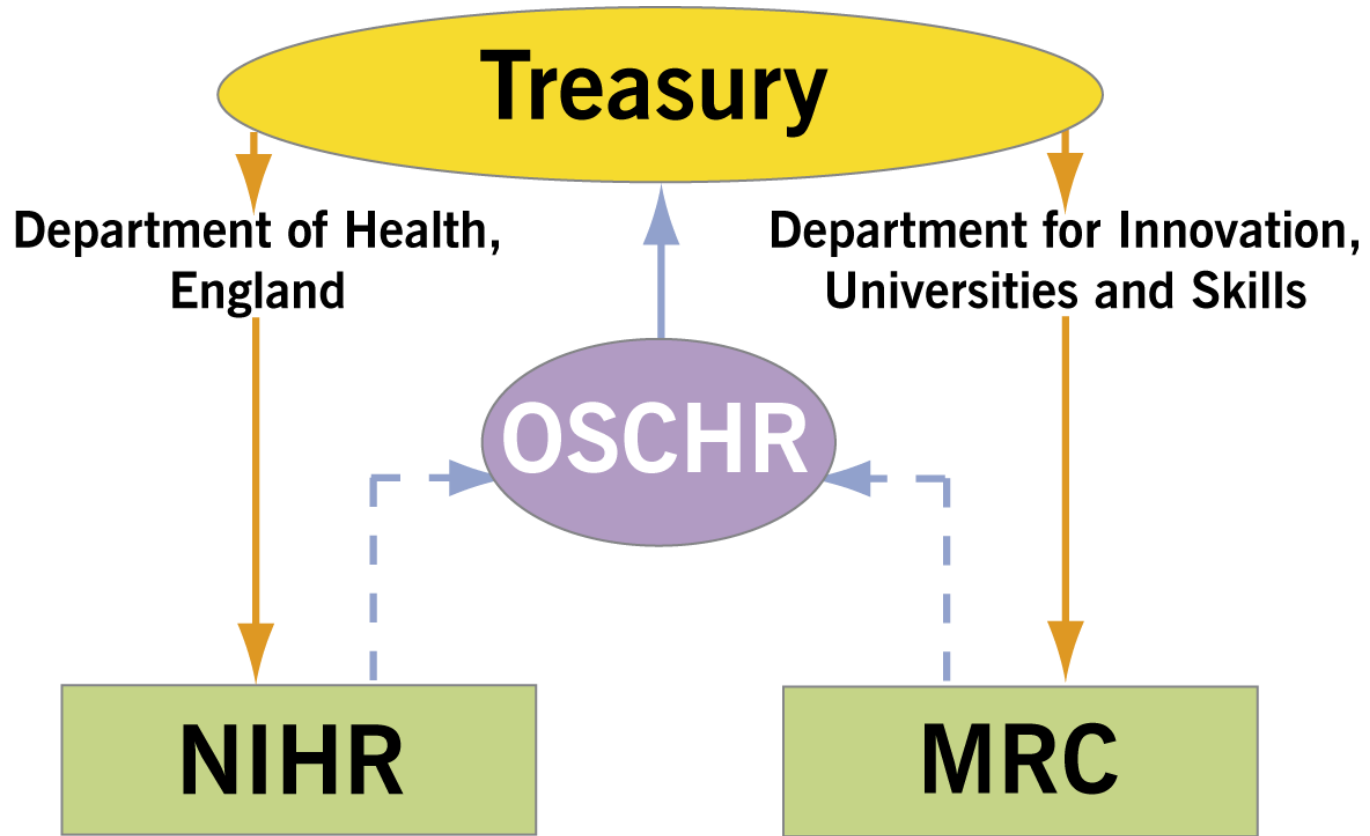 Treasury
Department of Health,
England
Department for Innovation,
Universities and Skills
OSCHR
NIHR
MRC